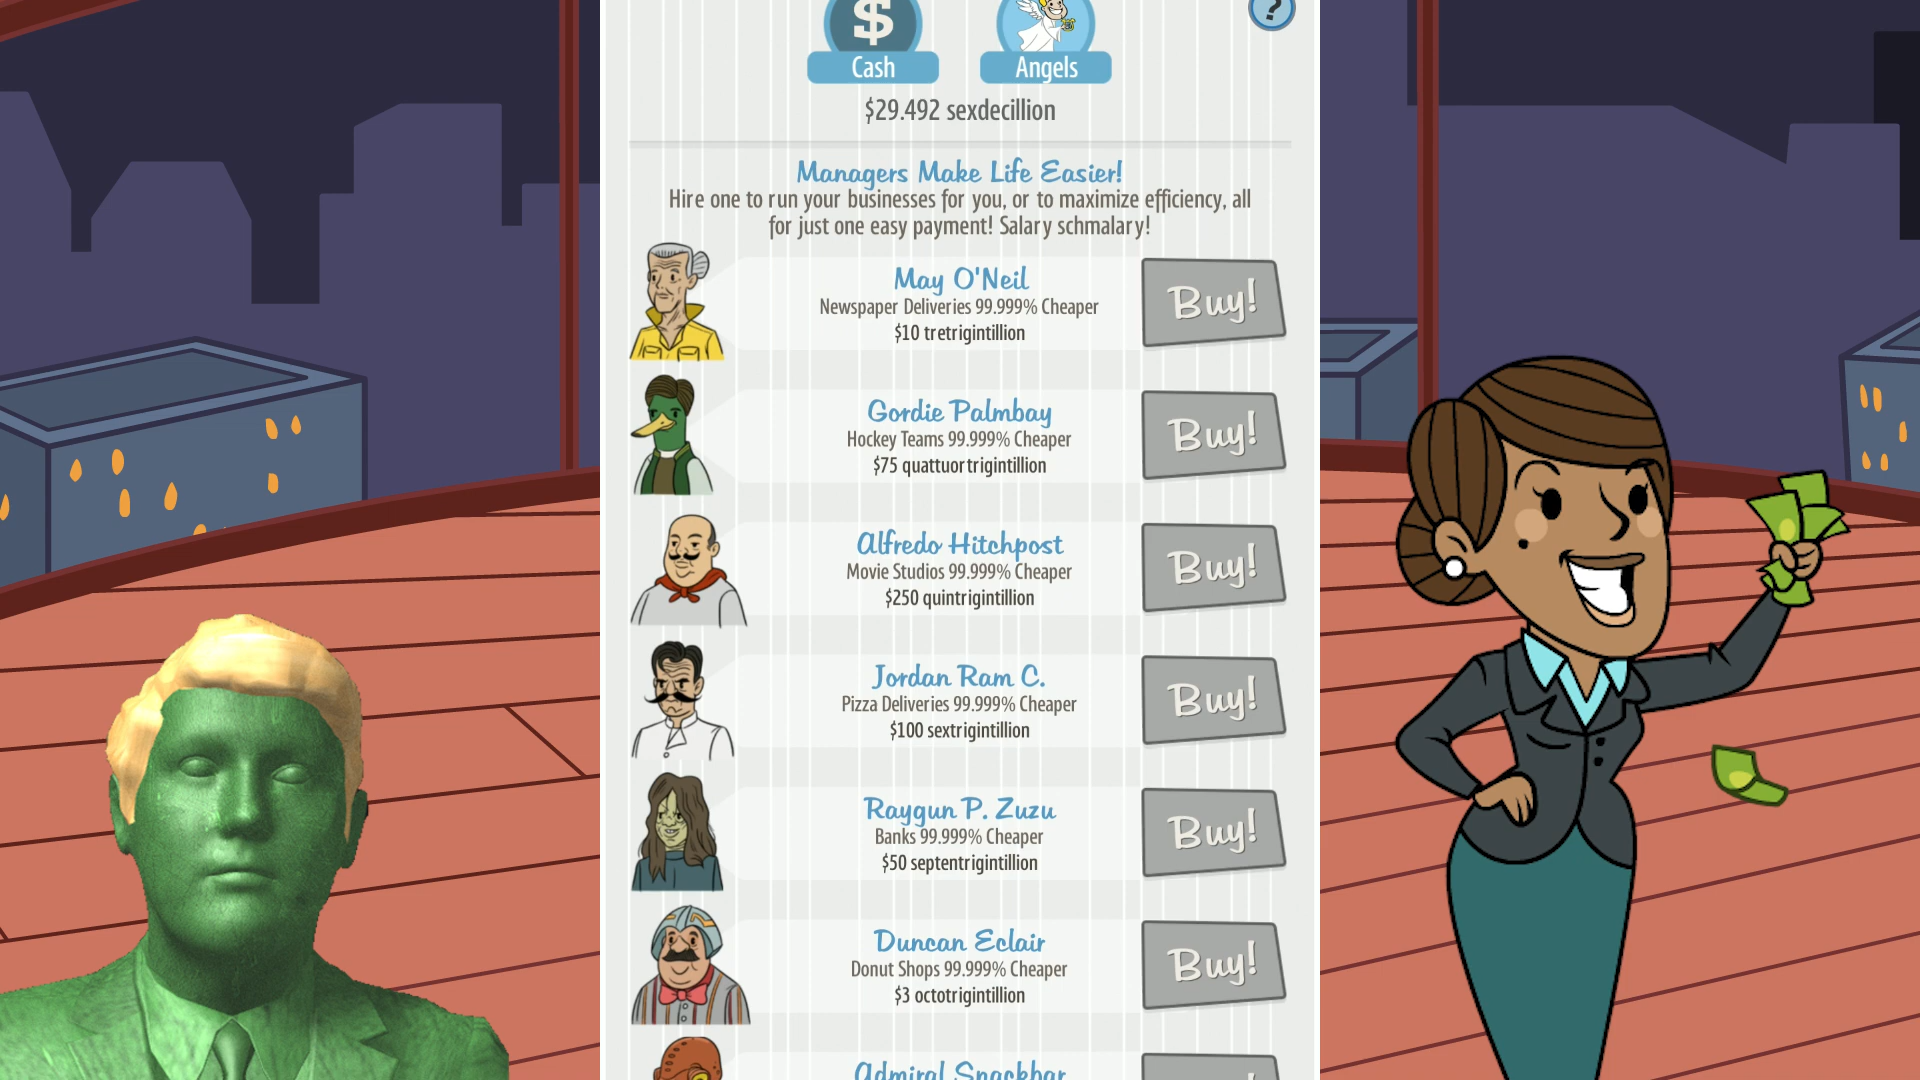 $
?
Cash
Angels
$29.492 sexdecillion
Managers Make Life Easier!
Hire one to run your businesses for you, or to maximize efficiency, all
for just one easy payment! Salary schmalary!
May O'Neil
Newspaper Deliveries 99.999% Cheaper
$10 tretrigintillion
Buy!
Gordie Palmbay
Hockey Teams 99.999% Cheaper
$75 quattuortrigintillion
Buy!
Alfredo Hitchpost
Movie Studios 99.999% Cheaper
$250 quintrigintillion
Buy!
Jordan Ram C.
Pizza Deliveries 99.999% Cheaper
$100 sextrigintillion
Buy!
Raygun P. Zuzu
Banks 99.999% Cheaper
$50 septentrigintillion
Buy!
Duncan Eclair
Donut Shops 99.999% Cheaper
$3 octotrigintillion
Buy!
Admiral Snackbar